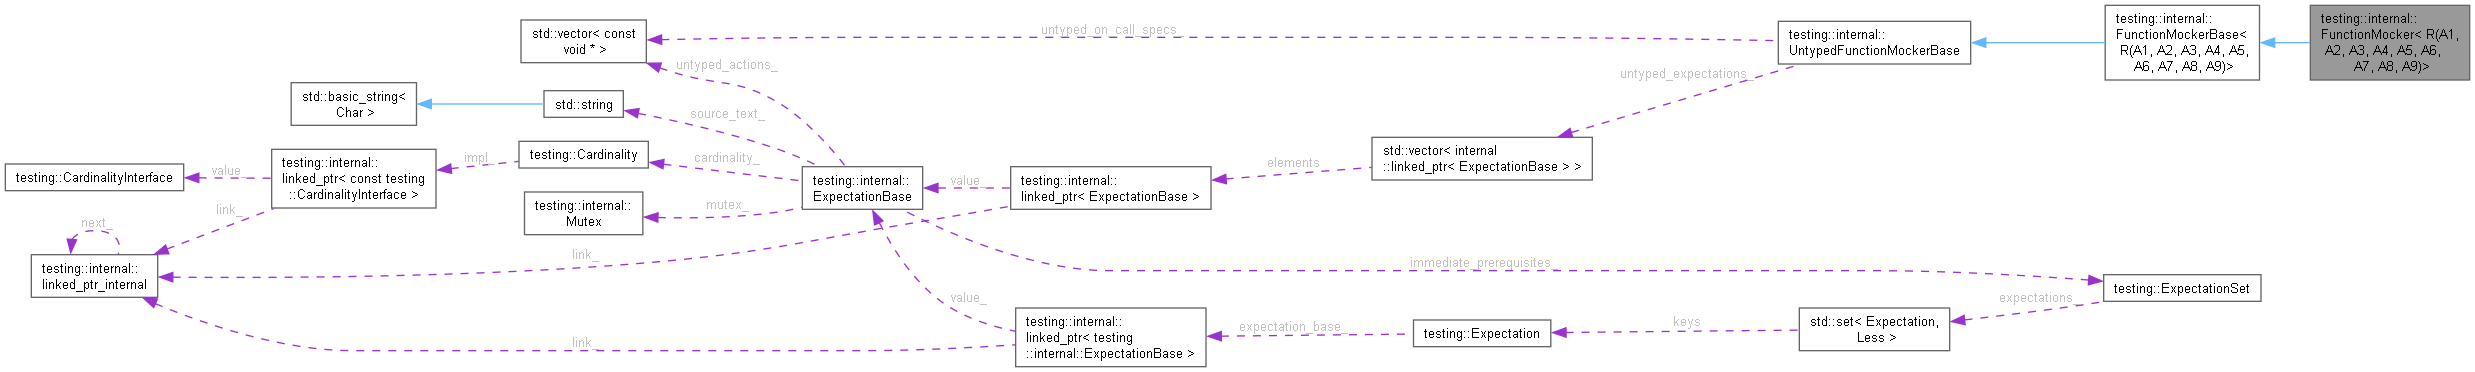 std::vector< const
void * >
untyped_on_call_specs_
testing::internal::
UntypedFunctionMockerBase
testing::internal::
FunctionMockerBase<
R(A1, A2, A3, A4, A5,
A6, A7, A8, A9)>
testing::internal::
FunctionMocker< R(A1,
A2, A3, A4, A5, A6,
A7, A8, A9)>
untyped_actions_
untyped_expectations_
std::basic_string<
Char >
std::string
source_text_
testing::CardinalityInterface
value_
testing::internal::
linked_ptr< const testing
::CardinalityInterface >
impl_
testing::Cardinality
cardinality_
testing::internal::
ExpectationBase
value_
testing::internal::
linked_ptr< ExpectationBase >
elements
std::vector< internal
::linked_ptr< ExpectationBase > >
link_
testing::internal::
Mutex
mutex_
next_
testing::internal::
linked_ptr_internal
link_
immediate_prerequisites_
testing::ExpectationSet
value_
expectations_
link_
testing::internal::
linked_ptr< testing
::internal::ExpectationBase >
expectation_base_
testing::Expectation
keys
std::set< Expectation,
Less >